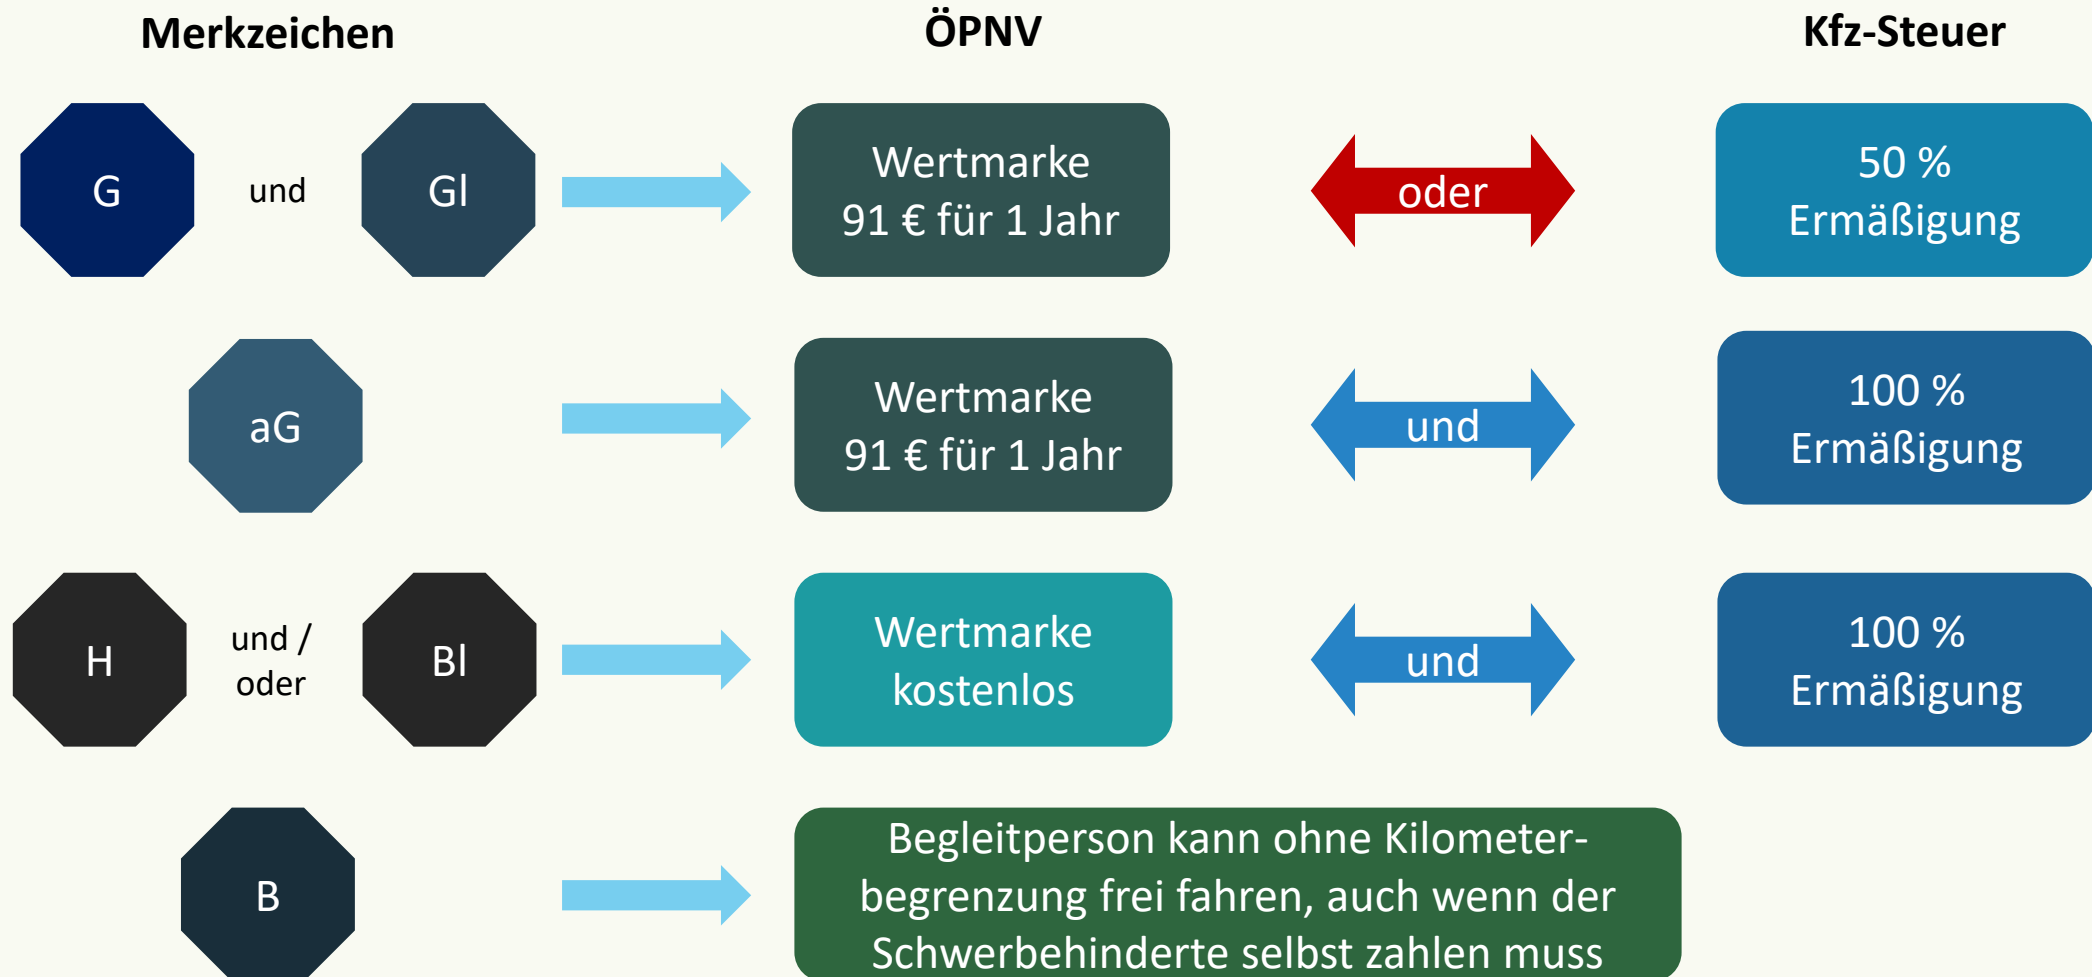 Merkzeichen
ÖPNV
Kfz-Steuer
G
und
Gl
Wertmarke
91 € für 1 Jahr
oder
50 %
Ermäßigung
aG
Wertmarke
91 € für 1 Jahr
und
100 %
Ermäßigung
H
und /
oder
Bl
Wertmarke
kostenlos
und
100 %
Ermäßigung
B
Begleitperson kann ohne Kilometer-
begrenzung frei fahren, auch wenn der
Schwerbehinderte selbst zahlen muss